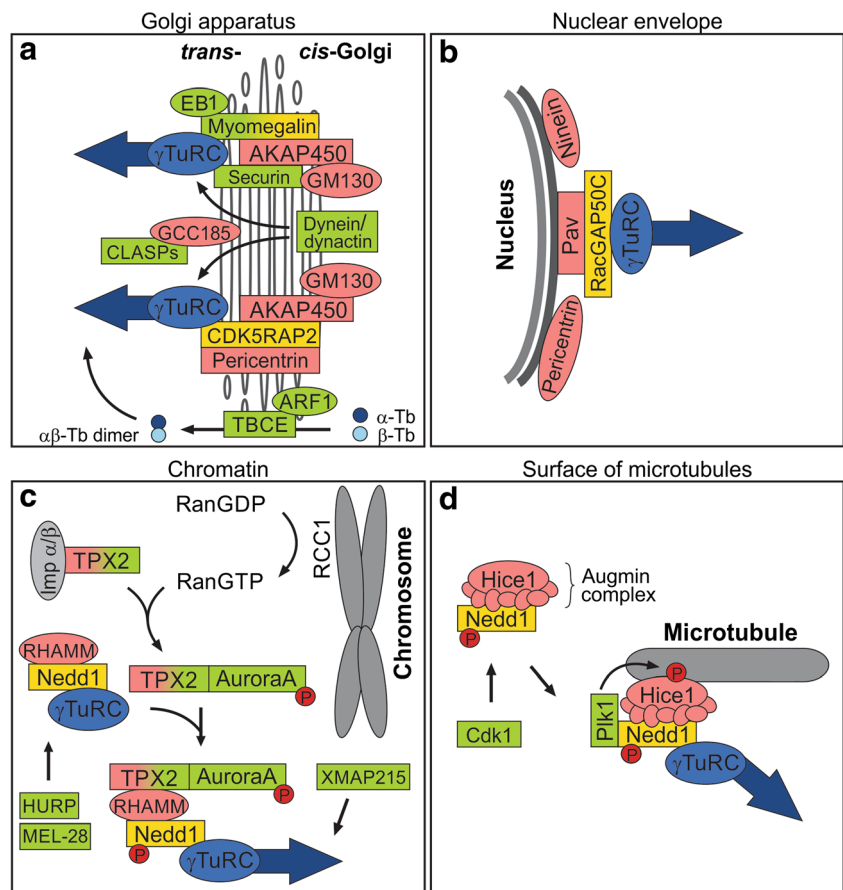 Golgi apparatus
a
trans-
cis-Golgi
EB1
Myomegalin
γTuRC
AKAP450
Securin
GM130
GCC185
Dynein/
dynactin
CLASPs
GM130
γTuRC
AKAP450
CDK5RAP2
Pericentrin
ARF1
TBCE
αβ-Tb dimer
α-Tb
β-Tb
Nuclear envelope
b
Nucleus
Ninein
Pav
RacGAP50C
γTuRC
Pericentrin
Chromatin
c
RanGDP
RCC1
Chromosome
Imp α/β
TPX2
RanGTP
RHAMM
Nedd1
γTuRC
TPX2
AuroraA
P
HURP
MEL-28
TPX2
AuroraA
P
XMAP215
RHAMM
Nedd1
P
γTuRC
Surface of microtubules
d
Hice1
Augmin
complex
Nedd1
P
Microtubule
P
Cdk1
Plk1
Hice1
Nedd1
P
γTuRC